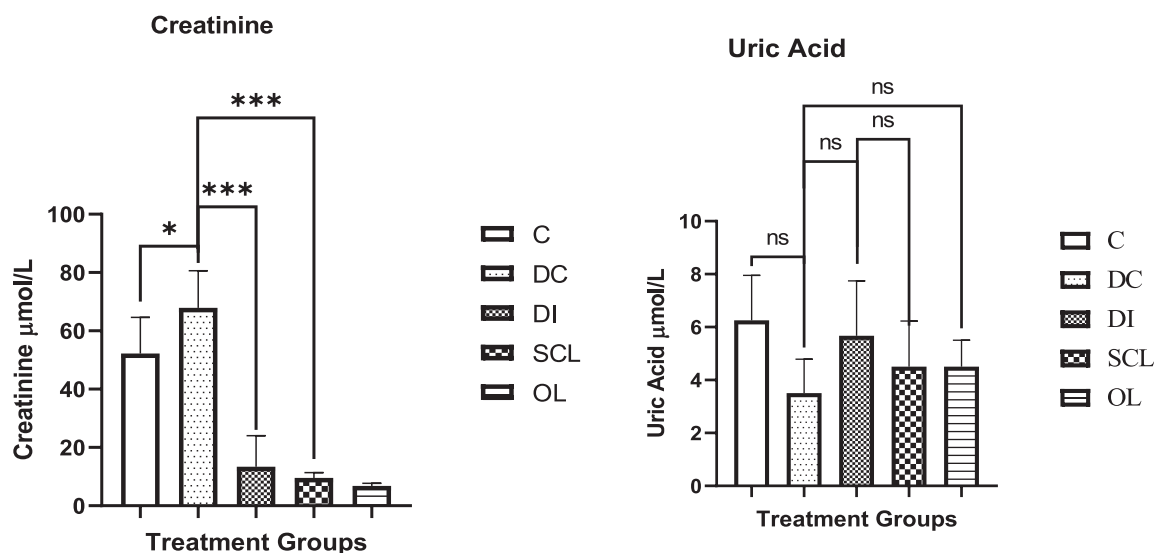 Creatinine
***
***
*
100
80
60
40
20
0
Creatinine μmol/L
Treatment Groups
C
DC
DI
SCL
OL
Uric Acid
ns
ns
ns
ns
10
8
6
4
2
0
Uric Acid μmol/L
Treatment Groups
C
DC
DI
SCL
OL